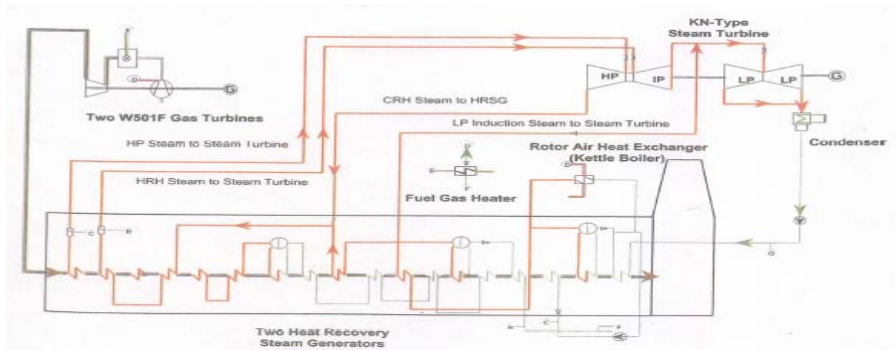 KN-Type
Steam Turbine
HP
IP
LP
LP
G
G
Two W501F Gas Turbines
CRH Steam to HRSG
LP Induction Steam to Steam Turbine
HP Steam to Steam Turbine
Rotor Air Heat Exchanger
(Kettle Boiler)
Condenser
HRH Steam to Steam Turbine
Fuel Gas Heater
Two Heat Recovery
Steam Generators